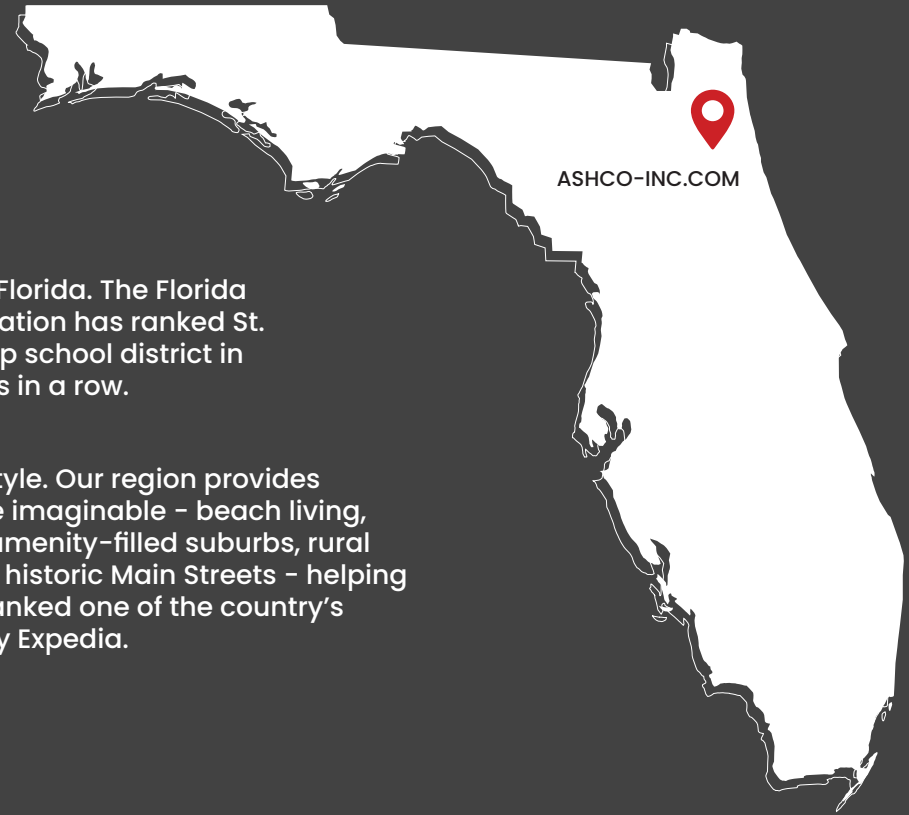 ASHCO-INC.COM
Florida. The Florida
ation has ranked St.
p school district in
s in a row.
tyle. Our region provides
e imaginable - beach living,
amenity-filled suburbs, rural
historic Main Streets - helping
anked one of the country’s
y Expedia.